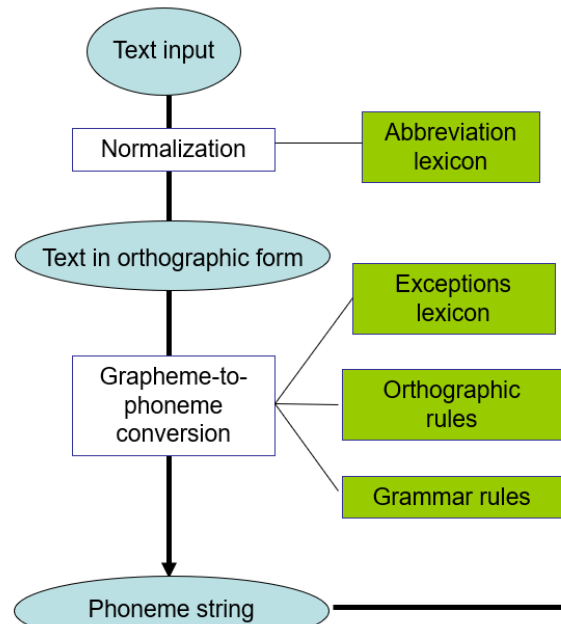 Text input
Normalization
Abbreviation
lexicon
Text in orthographic form
Exceptions
lexicon
Grapheme-to-
phoneme
conversion
Orthographic
rules
Grammar rules
Phoneme string